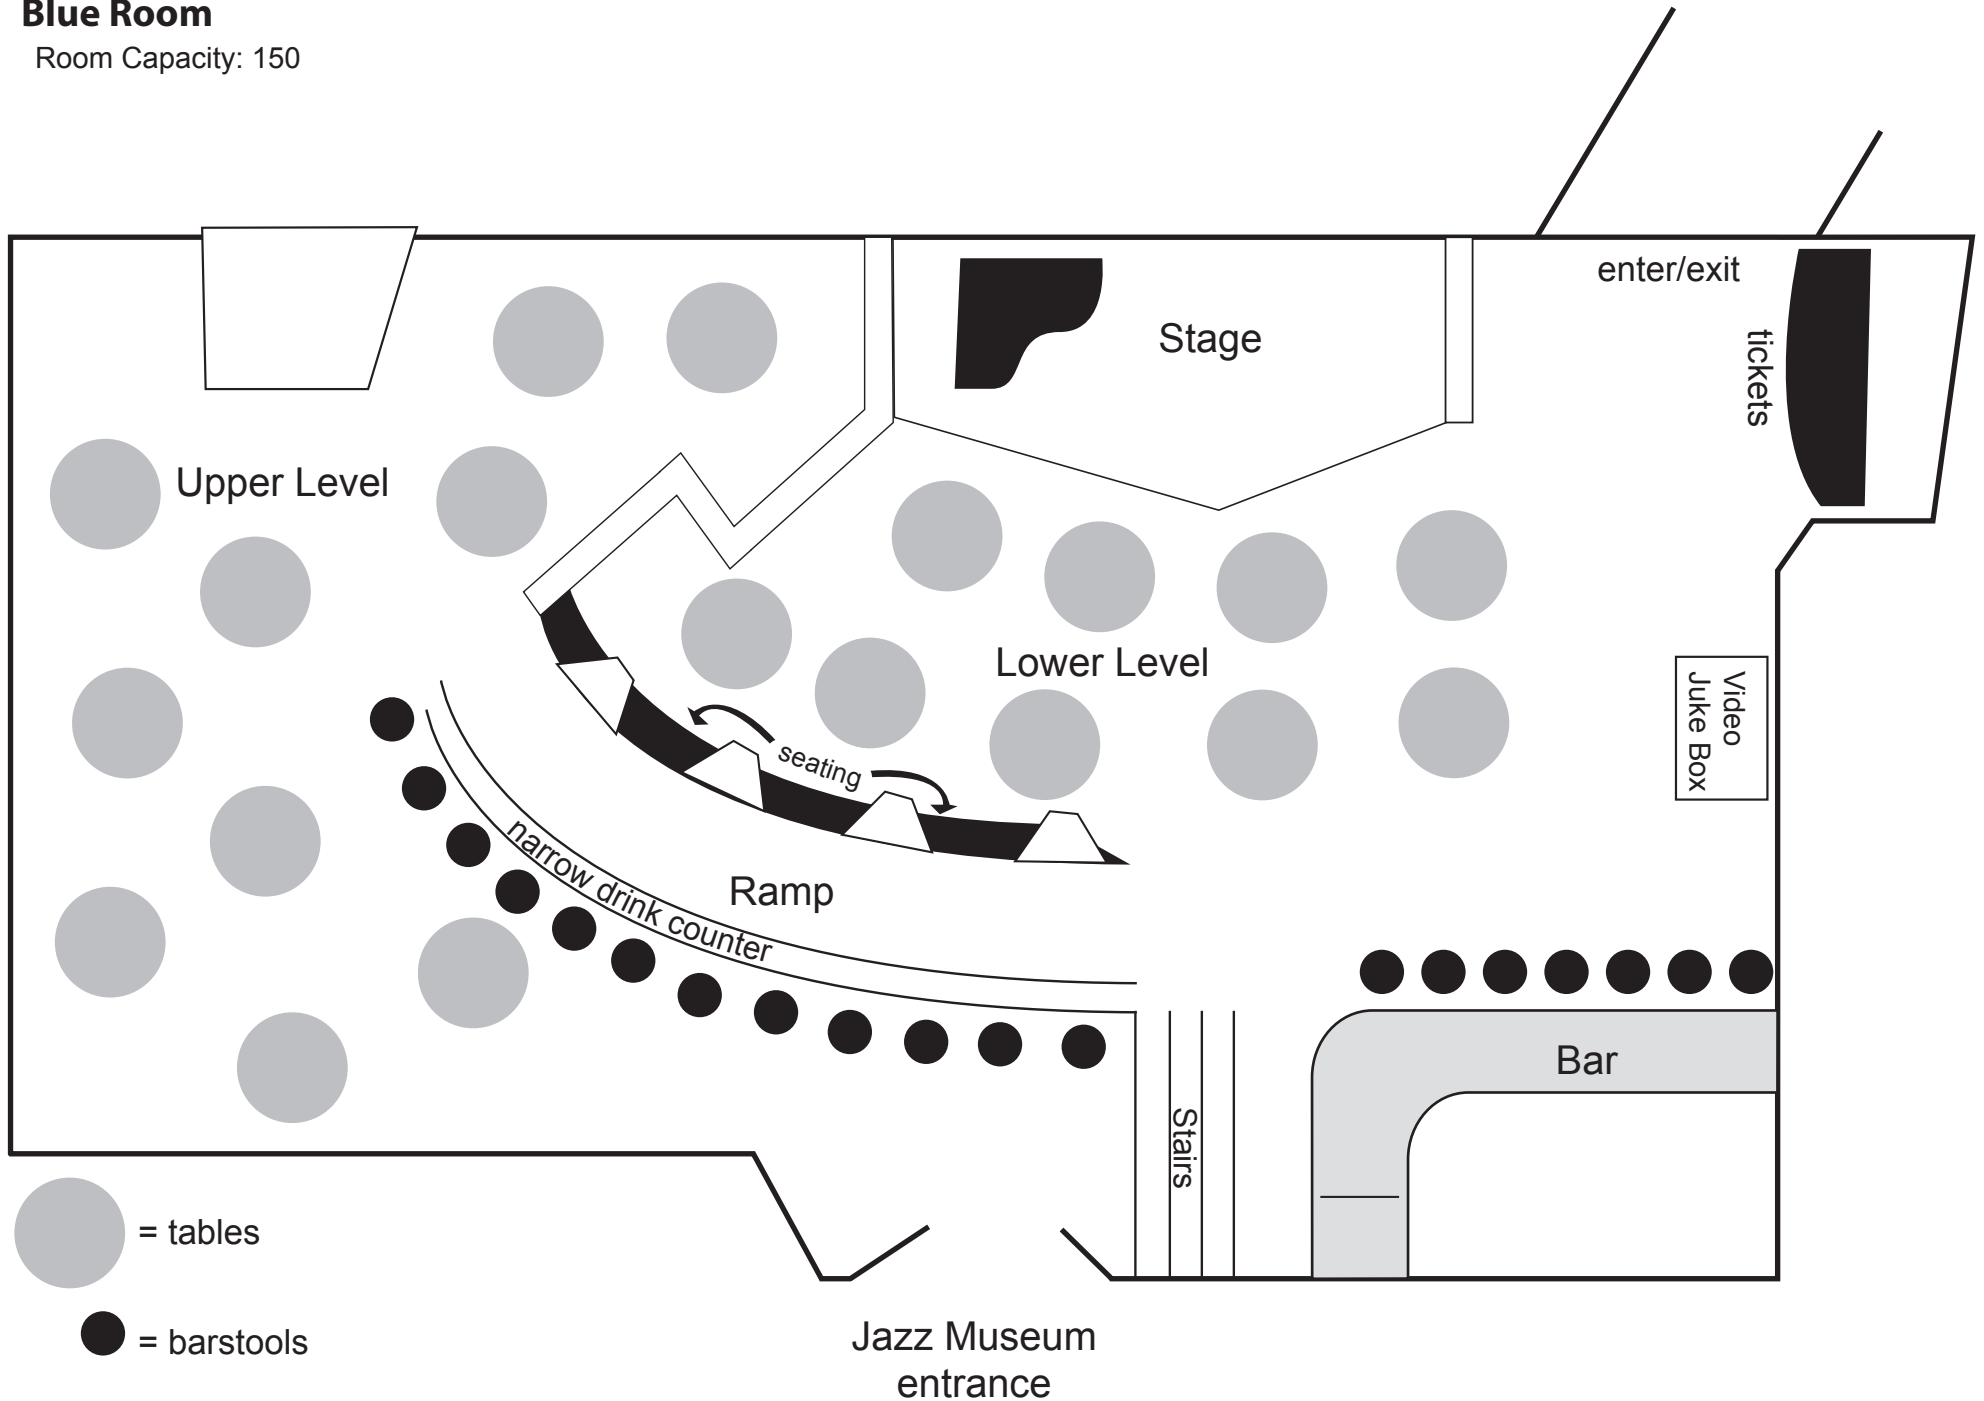 Blue Room
Room Capacity: 150
enter/exit
Stage
tickets
Upper Level
Lower Level
Video
Juke Box
seating
narrow drink counter
Ramp
Bar
Stairs
= tables
= barstools
Jazz Museum
entrance